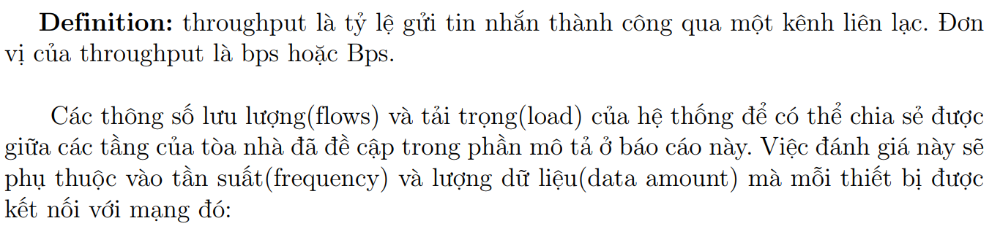 Definition: throughput là tỷ lệ gửi tin nhắn thành công qua một kênh liên lạc. Đơn
vị của throughput là bps hoặc Bps.
Các thông số lưu lượng(flows) và tải trọng(load) của hệ thống để có thể chia sẻ được
giữa các tầng của tòa nhà đã đề cập trong phần mô tả ở báo cáo này. Việc đánh giá này sẽ
phụ thuộc vào tần suất(frequency) và lượng dữ liệu(data amount) mà mỗi thiết bị được
kết nối với mạng đó: